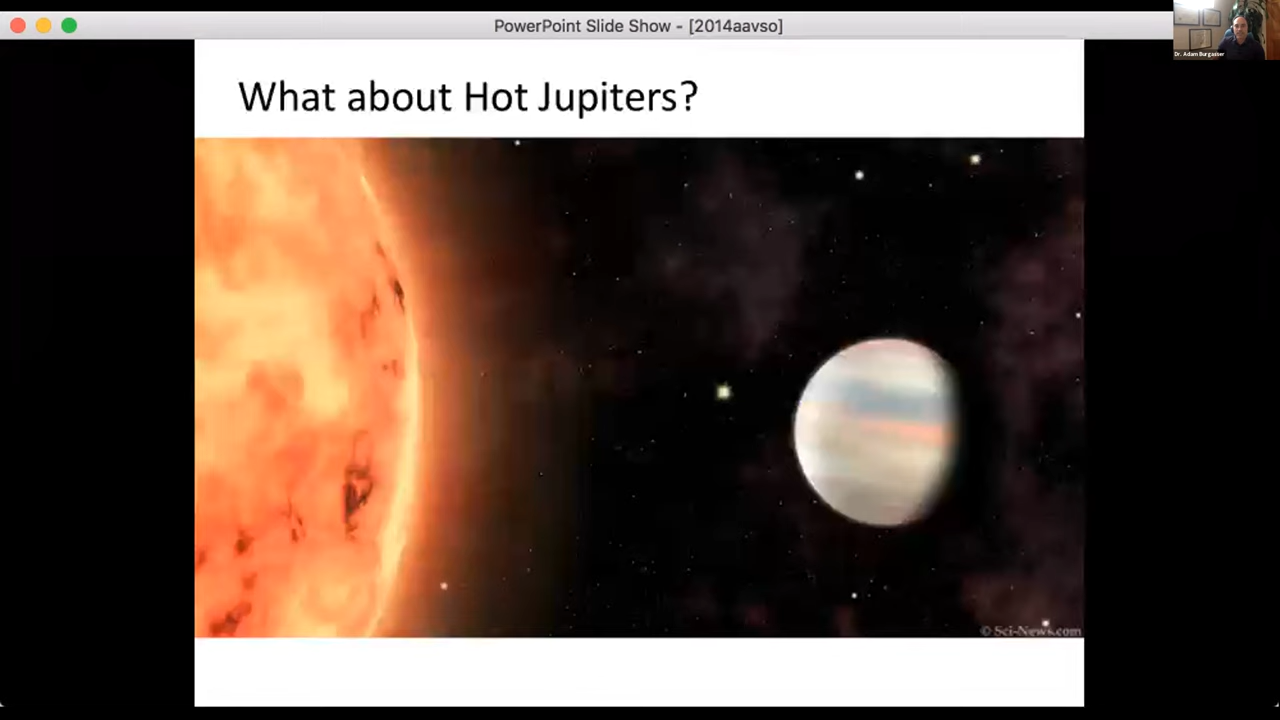 PowerPoint Slide Show - [2014aavso]
Dr. Adam Burgasser
What about Hot Jupiters?
© Sci-News.com